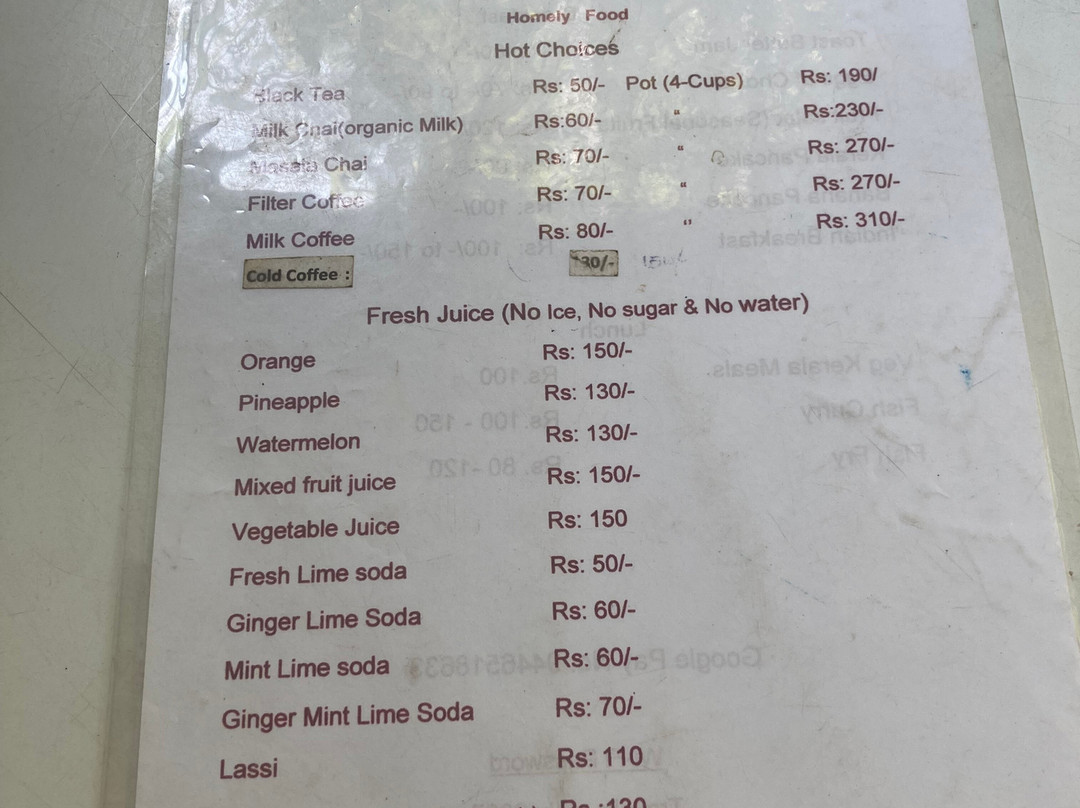 Homely Food
Hot Choices
Black Tea Rs: 50/- Pot (4-Cups) Rs: 190/
Milk Chai(organic Milk) Rs:60/- " Rs:230/-
Masala Chai Rs: 70/- " Rs: 270/-
Filter Coffee Rs: 70/- " Rs: 270/-
Milk Coffee Rs: 80/- " Rs: 310/-
Cold Coffee :
Fresh Juice (No Ice, No sugar & No water)
Orange Rs: 150/-
Pineapple Rs: 130/-
Watermelon Rs: 130/-
Mixed fruit juice Rs: 150/-
Vegetable Juice Rs: 150
Fresh Lime soda Rs: 50/-
Ginger Lime Soda Rs: 60/-
Mint Lime soda Rs: 60/-
Ginger Mint Lime Soda Rs: 70/-
Lassi Rs: 110